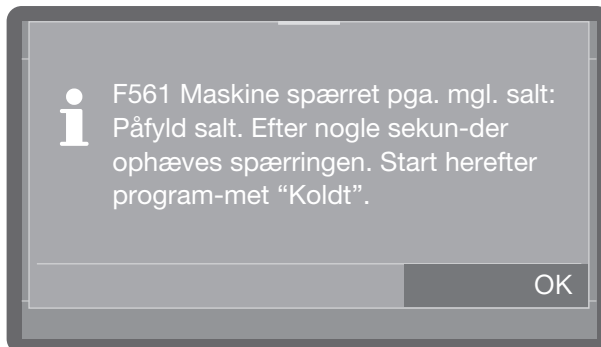 F561 Maskine spærret pga. mgl. salt:
Påfyld salt. Efter nogle sekun-der
ophæves spærringen. Start herefter
program-met “Koldt”.
OK